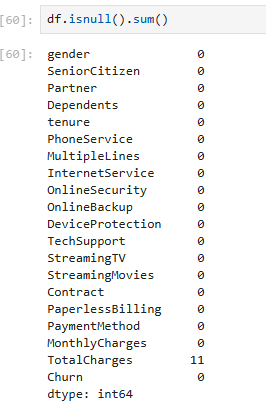 [60]: df.isnull().sum()
[60]: gender 0
SeniorCitizen 0
Partner 0
Dependents 0
tenure 0
PhoneService 0
MultipleLines 0
InternetService 0
OnlineSecurity 0
OnlineBackup 0
DeviceProtection 0
TechSupport 0
StreamingTV 0
StreamingMovies 0
Contract 0
PaperlessBilling 0
PaymentMethod 0
MonthlyCharges 0
TotalCharges 11
Churn 0
dtype: int64